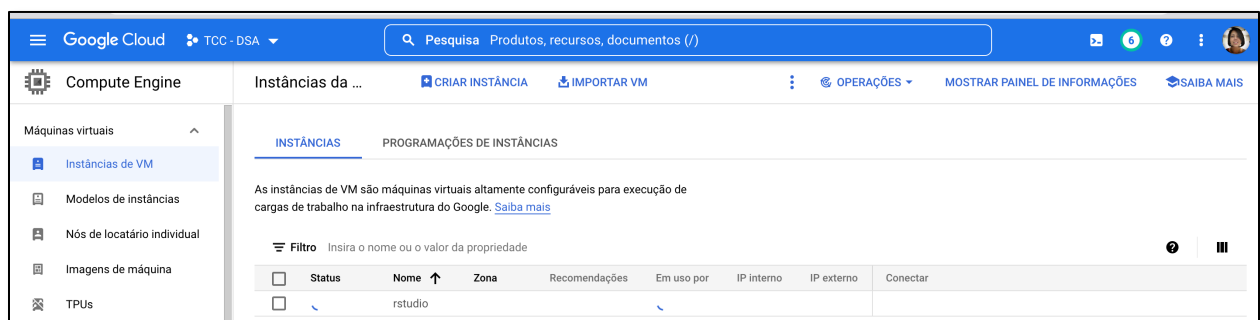 Google Cloud TCC - DSA Pesquisa Produtos, recursos, documentos (/) 6
Compute Engine
Instâncias da ... CRIAR INSTÂNCIA IMPORTAR VM OPERAÇÕES MOSTRAR PAINEL DE INFORMAÇÕES SAIBA MAIS
Máquinas virtuais
Instâncias de VM
Modelos de instâncias
Nós de locatário individual
Imagens de máquina
TPUs
INSTÂNCIAS PROGRAMAÇÕES DE INSTÂNCIAS
As instâncias de VM são máquinas virtuais altamente configuráveis para execução de
cargas de trabalho na infraestrutura do Google. Saiba mais
Filtro Insira o nome ou o valor da propriedade
Status Nome Zona Recomendações Em uso por IP interno IP externo Conectar
rstudio